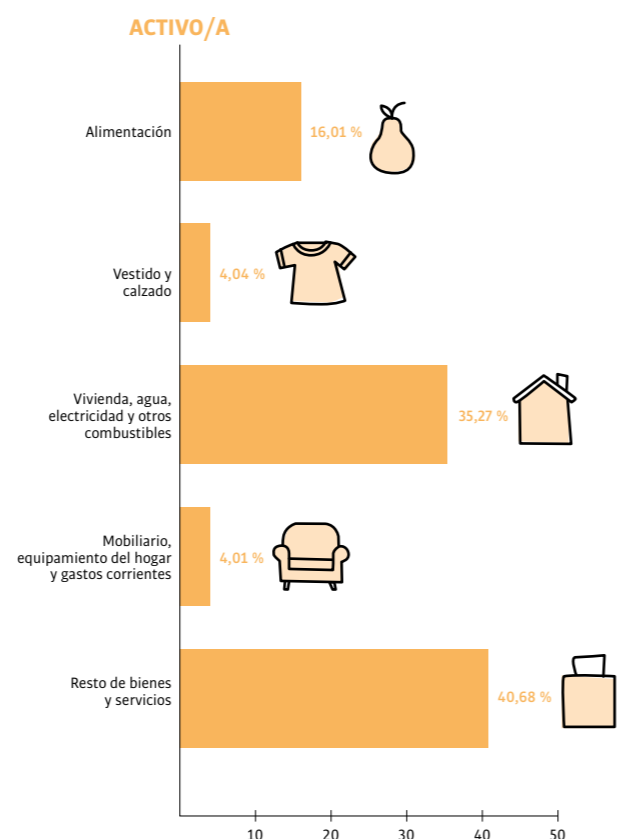 ACTIVO/A
Alimentación
16,01 %
Vestido y
calzado
4,04 %
Vivienda, agua,
electricidad y otros
combustibles
35,27 %
Mobiliario,
equipamiento del hogar
y gastos corrientes
4,01 %
Resto de bienes
y servicios
40,68 %
10 20 30 40 50